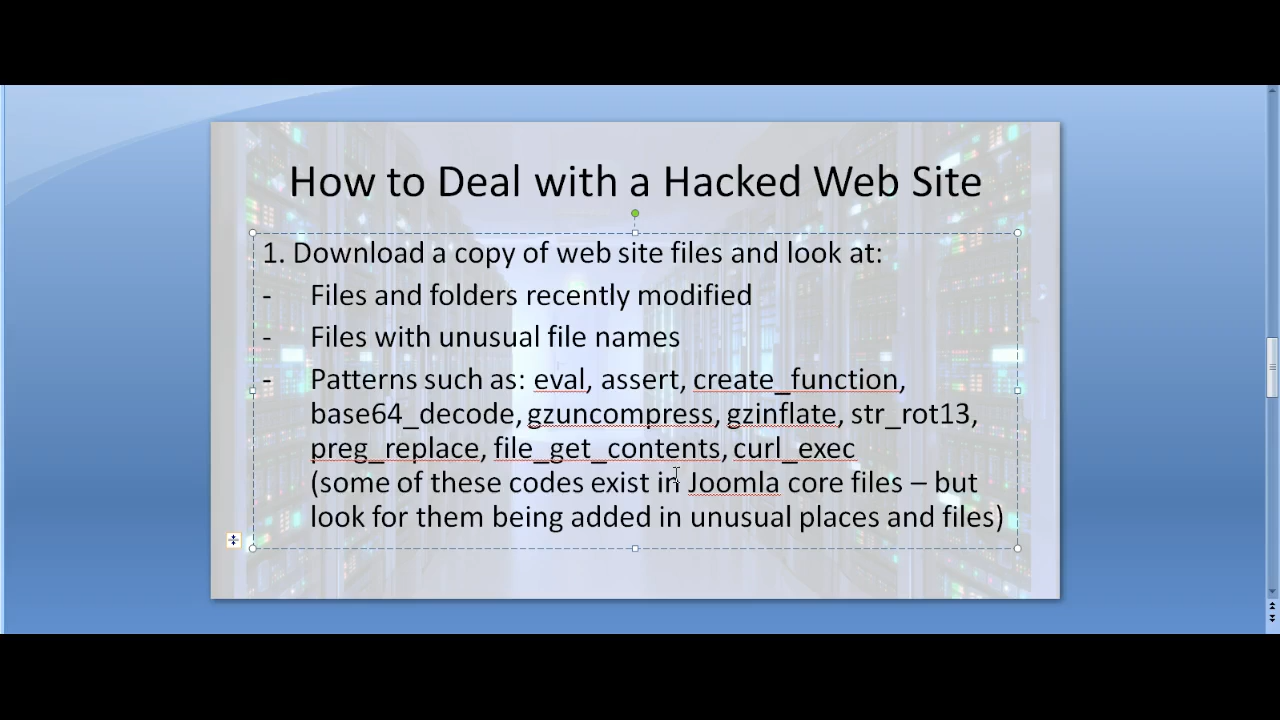 How to Deal with a Hacked Web Site
1. Download a copy of web site files and look at:
- Files and folders recently modified
- Files with unusual file names
- Patterns such as: eval, assert, create_function,
base64_decode, gzuncompress, gzinflate, str_rot13,
preg_replace, file_get_contents, curl_exec
(some of these codes exist in Joomla core files – but
look for them being added in unusual places and files)